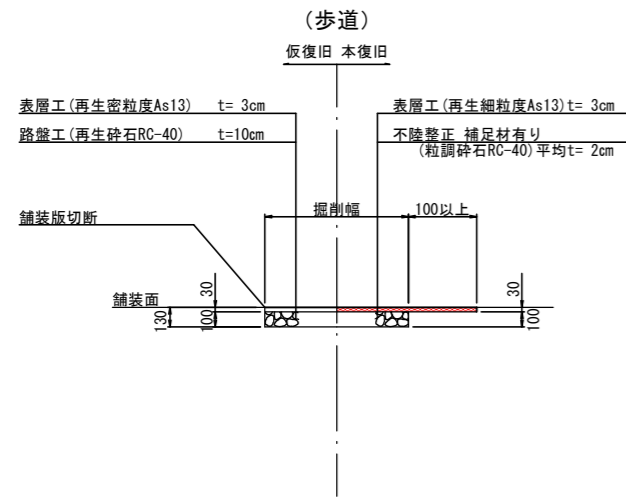 (歩道)
仮復旧 本復旧
表層工(再生密粒度As13) t= 3cm
表層工(再生細粒度As13)t= 3cm
路盤工(再生砕石RC-40) t=10cm
不陸整正 補足材有り
(粒調砕石RC-40)平均t= 2cm
掘削幅
100以上
舗装版切断
舗装面
30
100
130
30
100